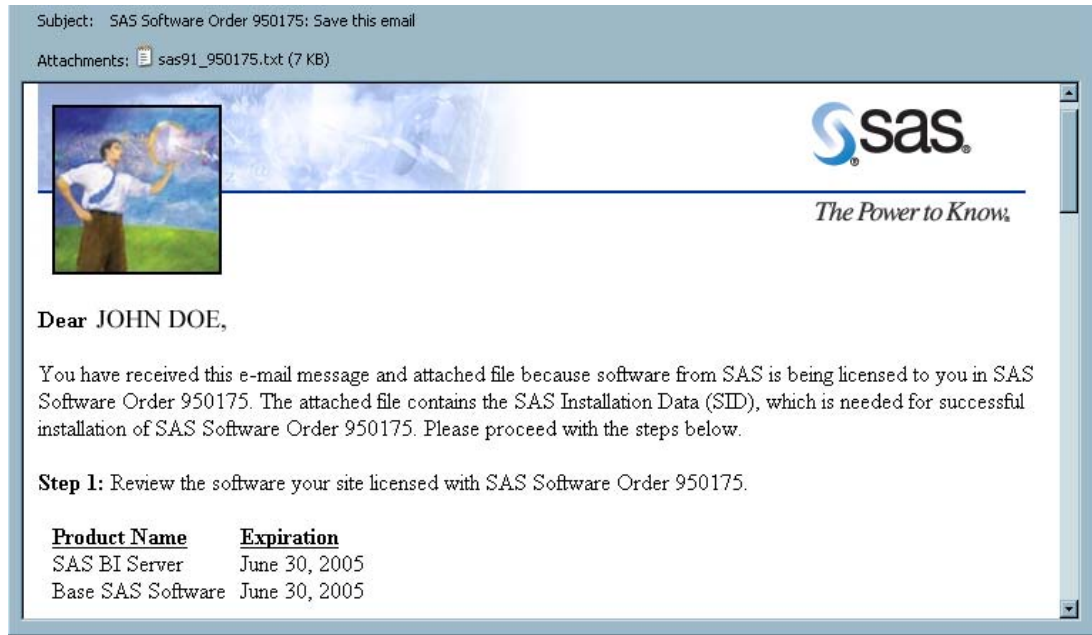 Subject: SAS Software Order 950175: Save this email
Attachments: sas91_950175.txt (7 KB)
sas®
The Power to Know®
Dear JOHN DOE,
You have received this e-mail message and attached file because software from SAS is being licensed to you in SAS
Software Order 950175. The attached file contains the SAS Installation Data (SID), which is needed for successful
installation of SAS Software Order 950175. Please proceed with the steps below.
Step 1: Review the software your site licensed with SAS Software Order 950175.
Product Name Expiration
SAS BI Server June 30, 2005
Base SAS Software June 30, 2005